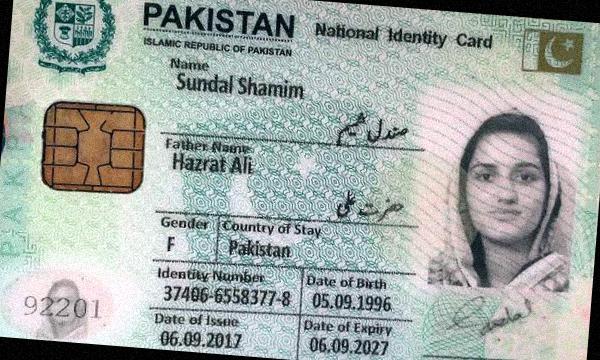 PAKISTAN National Identity Card
ISLAMIC REPUBLIC OF PAKISTAN
Name
Sundal Shamim
صندل شمیم
Father Name
Hazrat Ali
حضرت علی
Gender Country of Stay
F Pakistan
Identity Number Date of Birth
37406-6558377-8 05.09.1996
Date of Issue Date of Expiry
06.09.2017 06.09.2027
92201